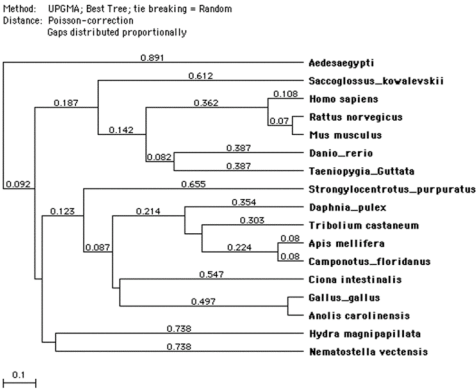 Method: UPGMA; Best Tree; tie breaking = Random
Distance: Poisson-correction
Gaps distributed proportionally
0.891
Aedesaegypti
0.612
Saccoglossus_kowalevskii
0.187
0.362
0.108
Homo sapiens
0.07
Rattus norvegicus
0.142
Mus musculus
0.387
Danio_rerio
0.082
0.387
Taeniopygia_Guttata
0.092
0.655
Strongylocentrotus_purpuratus
0.123
0.214
0.354
Daphnia_pulex
0.303
Tribolium castaneum
0.087
0.224
0.08
Apis mellifera
0.08
Camponotus_floridanus
0.547
Ciona intestinalis
0.497
Gallus_gallus
Anolis carolinensis
0.738
Hydra magnipapillata
0.738
Nematostella vectensis
0.1